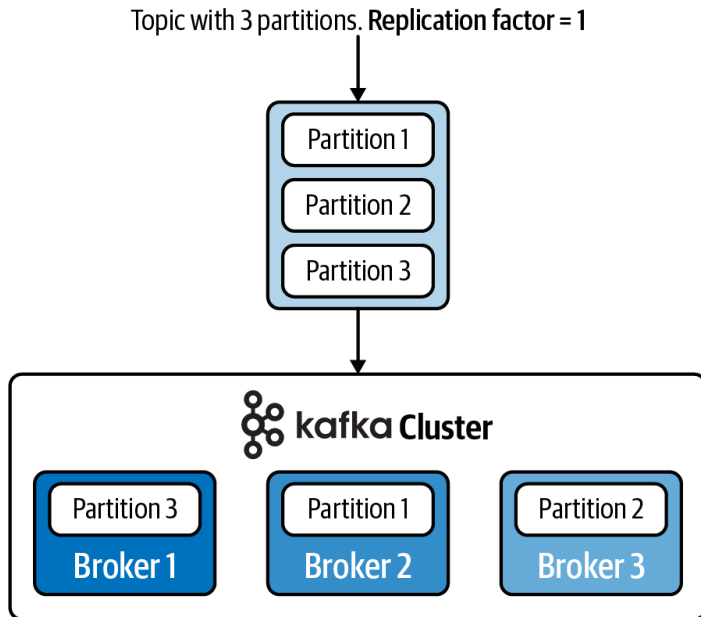 Topic with 3 partitions. Replication factor = 1
Partition 1
Partition 2
Partition 3
kafka Cluster
Partition 3
Broker 1
Partition 1
Broker 2
Partition 2
Broker 3